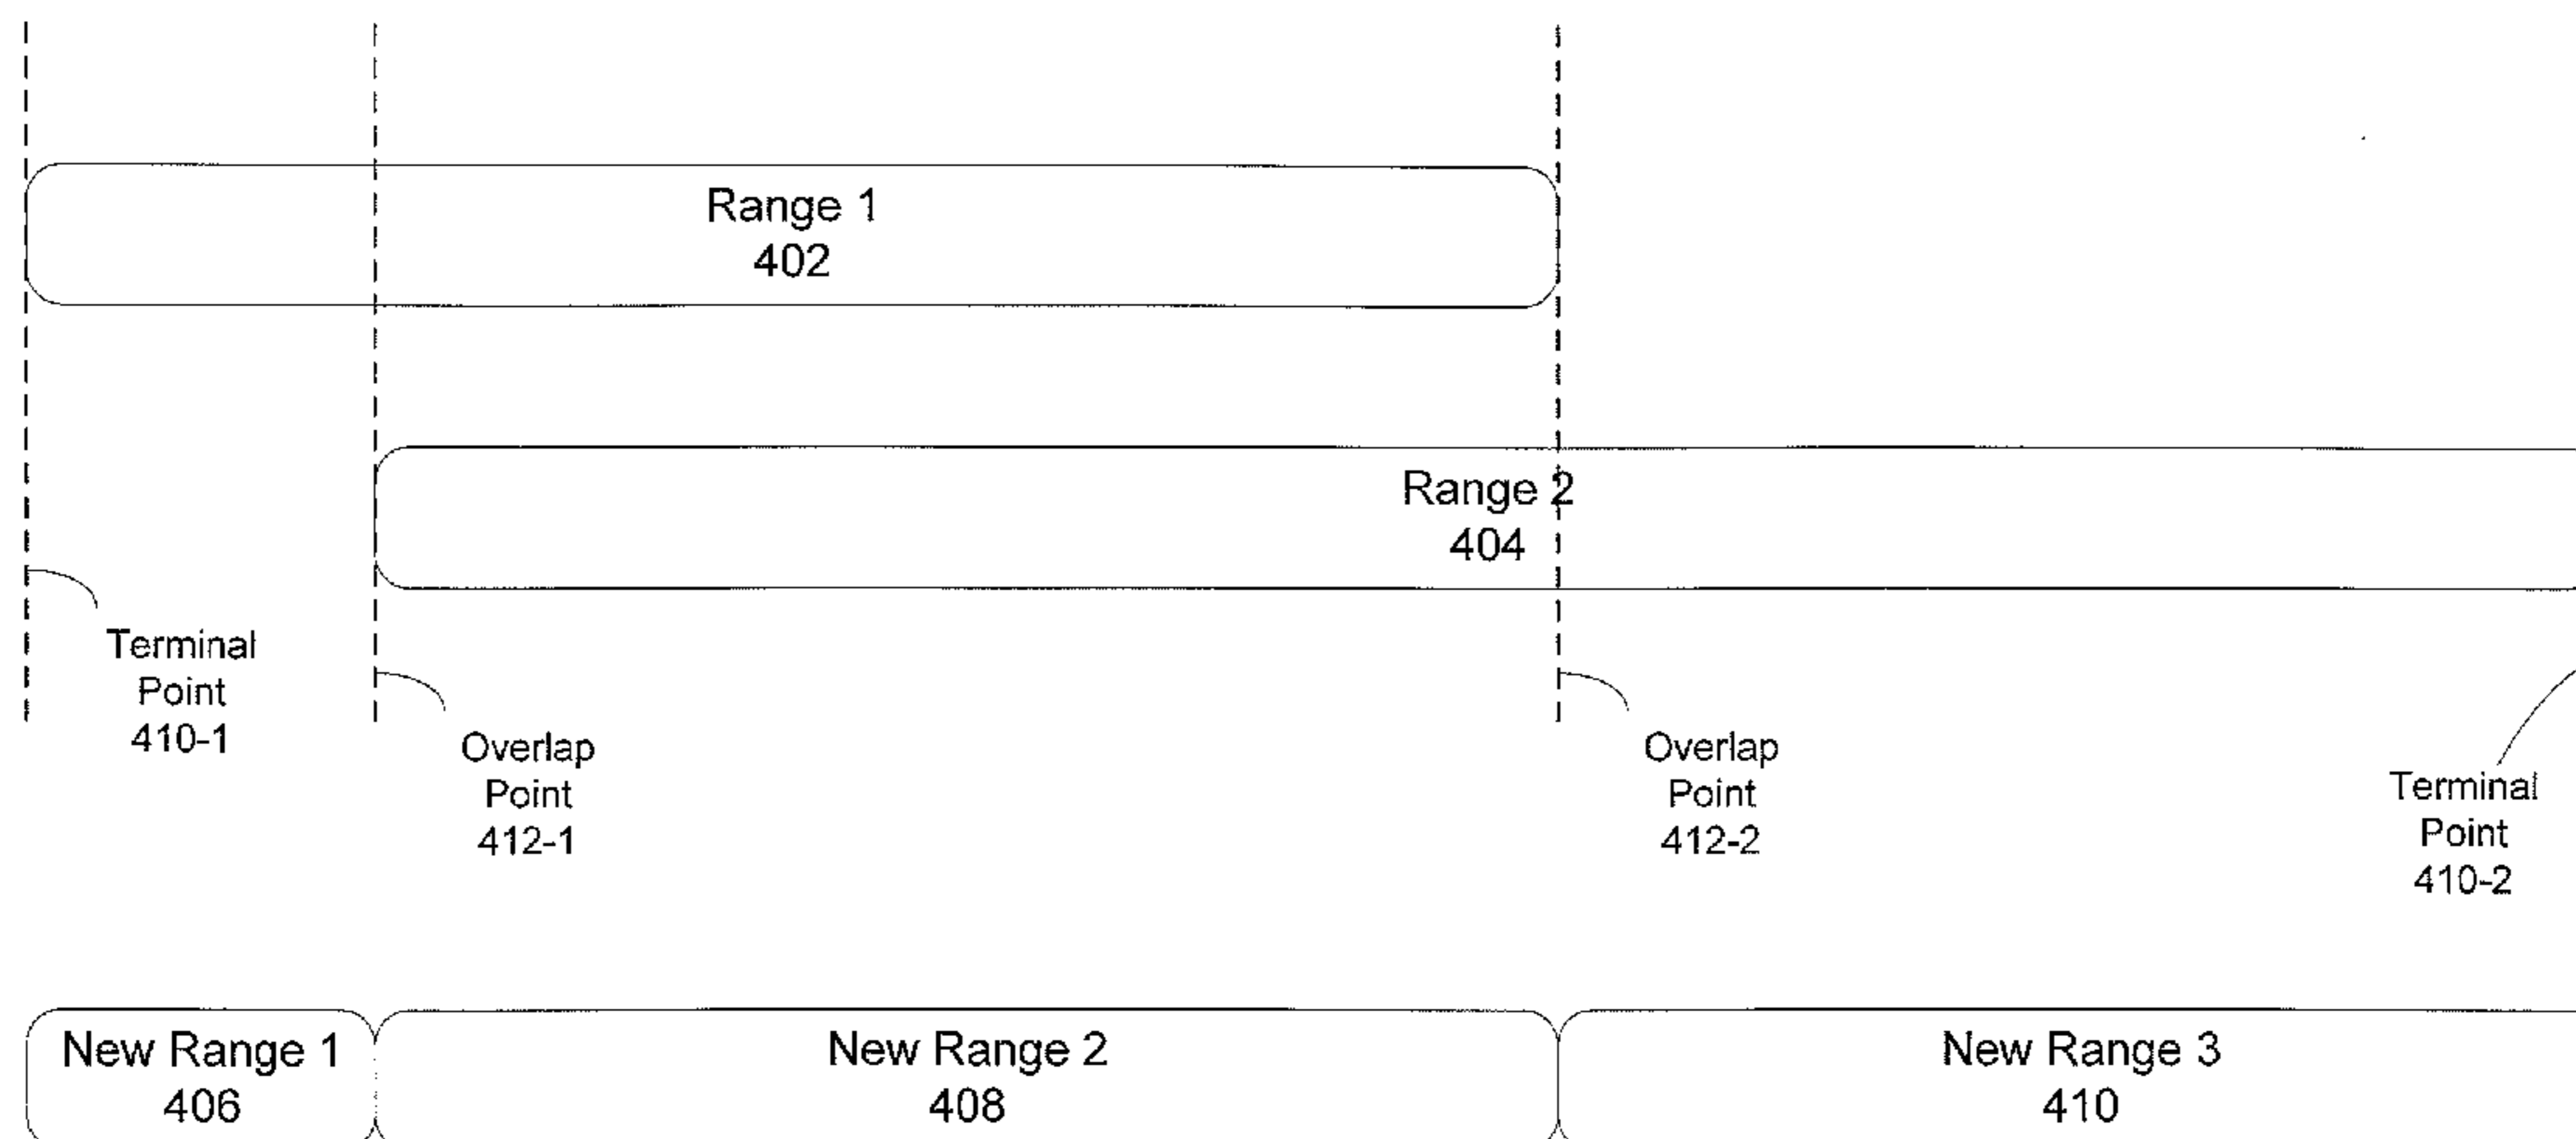 Range 1
402
Range 2
404
Terminal
Point
410-1
Overlap
Point
412-1
Overlap
Point
412-2
Terminal
Point
410-2
New Range 1
406
New Range 2
408
New Range 3
410